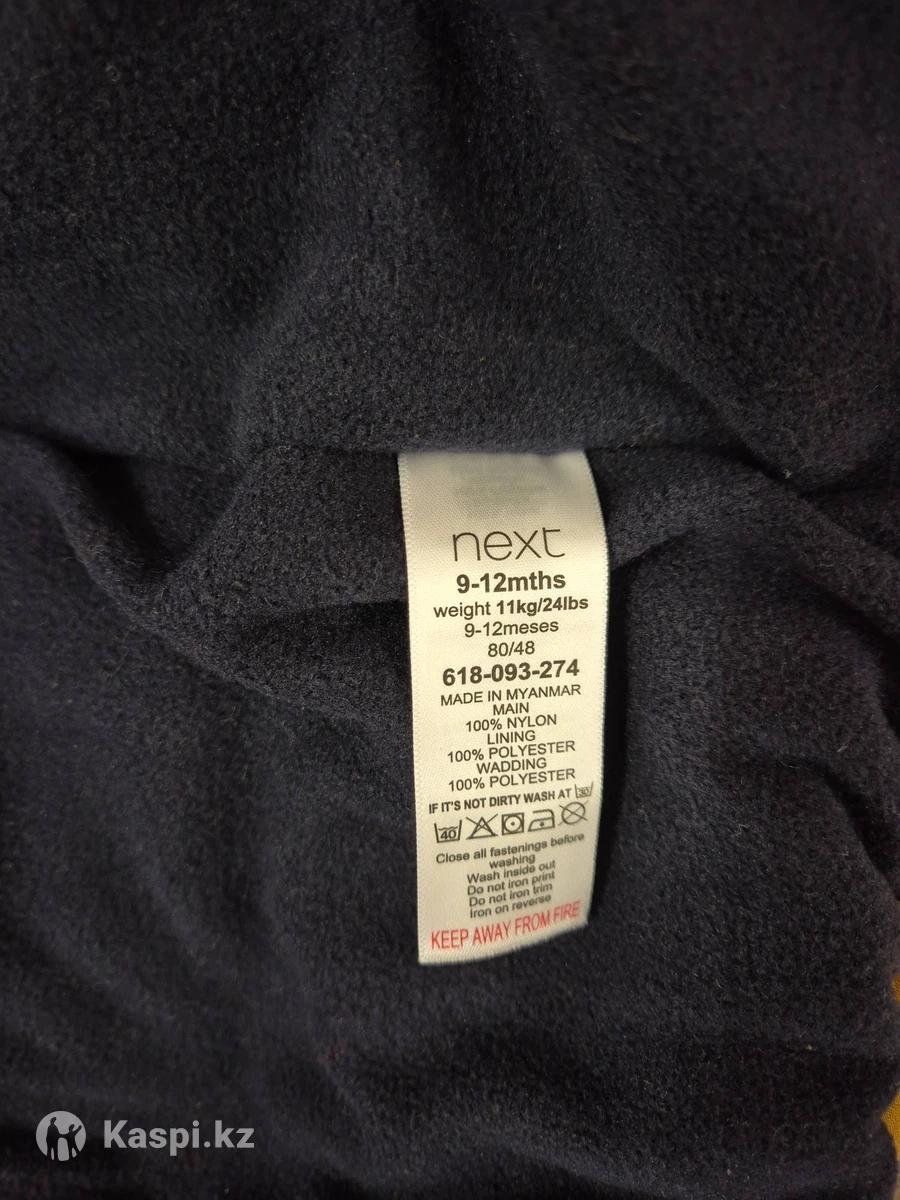 next
9-12mths
weight 11kg/24lbs
9-12meses
80/48
618-093-274
MADE IN MYANMAR
MAIN
100% NYLON
LINING
100% POLYESTER
WADDING
100% POLYESTER
IF IT'S NOT DIRTY WASH AT 30
40
Close all fastenings before
washing
Wash inside out
Do not iron print
Do not iron trim
Iron on reverse
KEEP AWAY FROM FIRE
Kaspi.kz